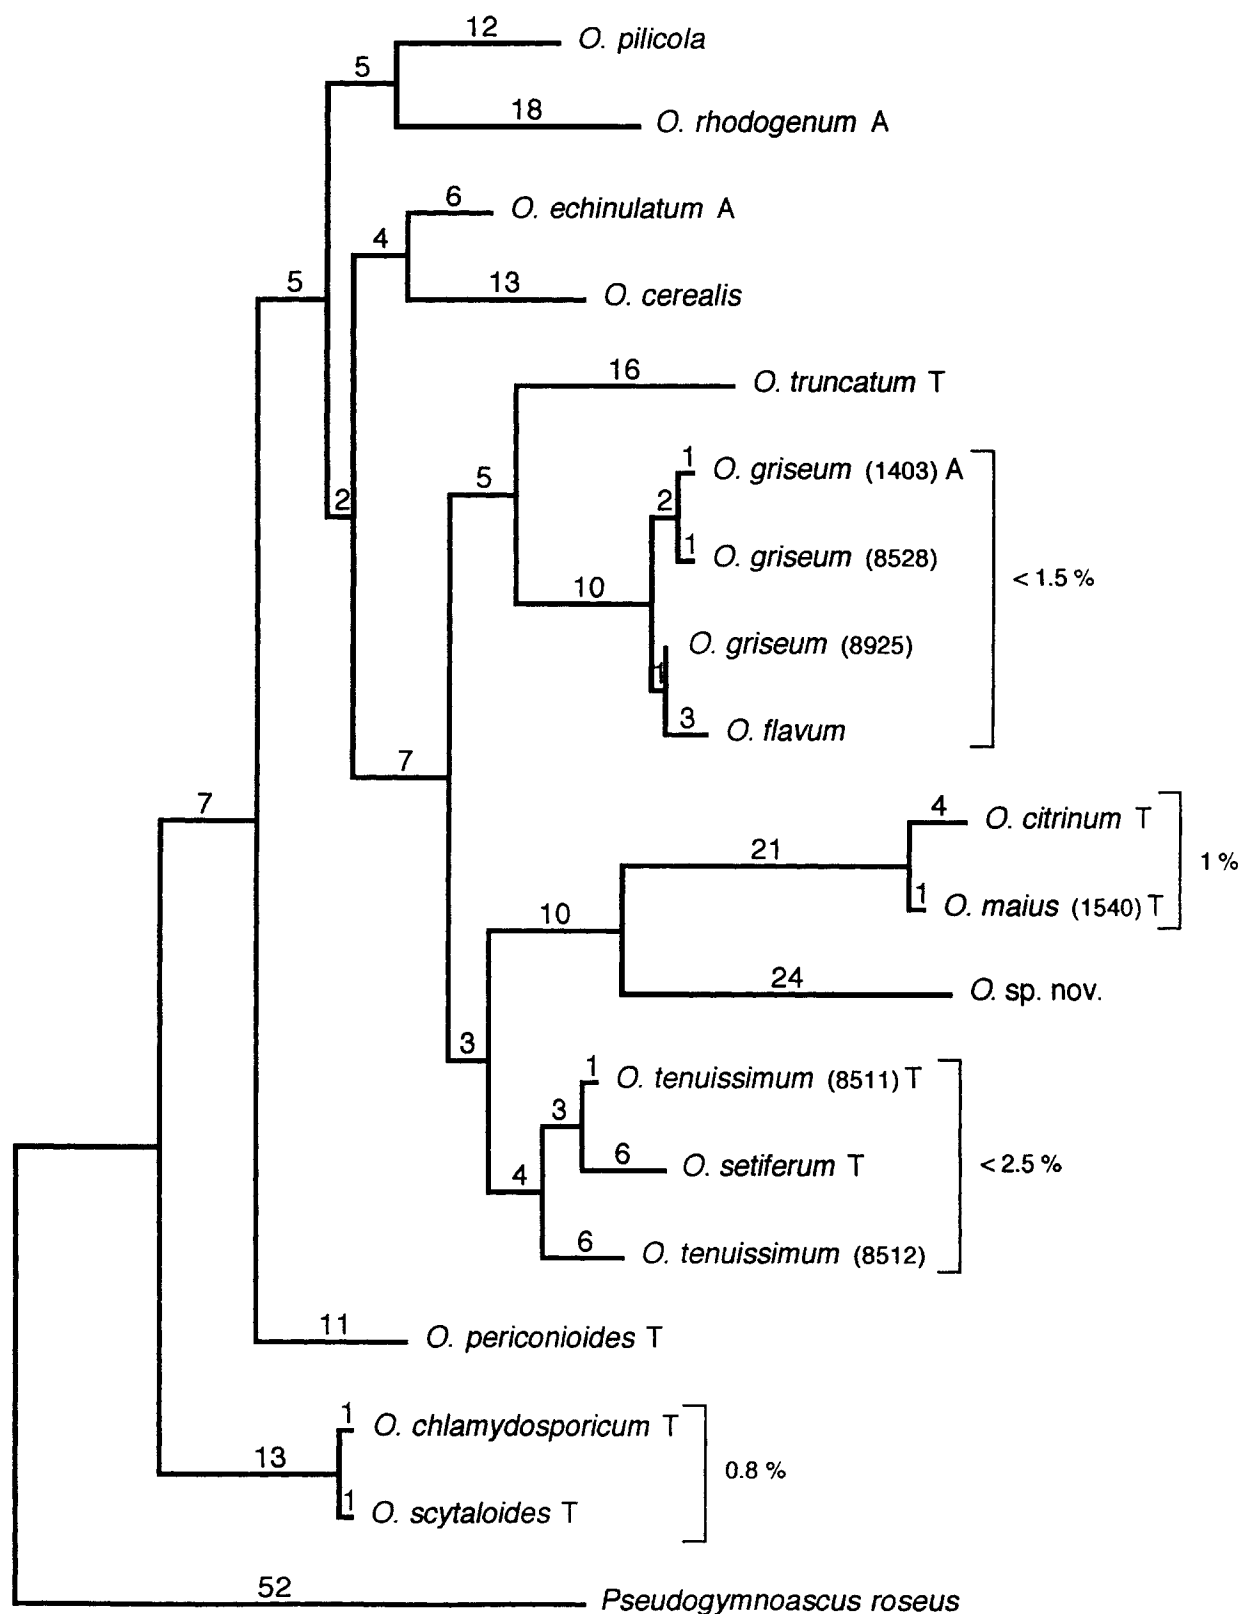 12
O. pilicola
5
18
O. rhodogenum A
6
O. echinulatum A
4
5
13
O. cerealis
16
O. truncatum T
1
O. griseum (1403) A
5
2
1
O. griseum (8528)
< 1.5 %
10
O. griseum (8925)
1
3
O. flavum
2
7
7
4
O. citrinum T
21
1 %
1
O. maius (1540) T
10
24
O. sp. nov.
3
1
O. tenuissimum (8511) T
3
6
O. setiferum T
< 2.5 %
4
6
O. tenuissimum (8512)
11
O. periconioides T
1
O. chlamydosporicum T
13
0.8 %
1
O. scytaloides T
52
Pseudogymnoascus roseus